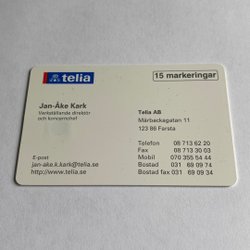 telia
15 markeringar
Jan-Åke Kark
Verkställande direktör
och koncernchef
Telia AB
Mårbackagatan 11
123 86 Farsta
Telefon 08 713 62 20
Fax 08 713 30 03
E-post
Mobil 070 355 54 44
jan-ake.k.kark@telia.se
Bostad 031 69 09 74
http://www.telia.se
Bostad fax 031 69 09 34